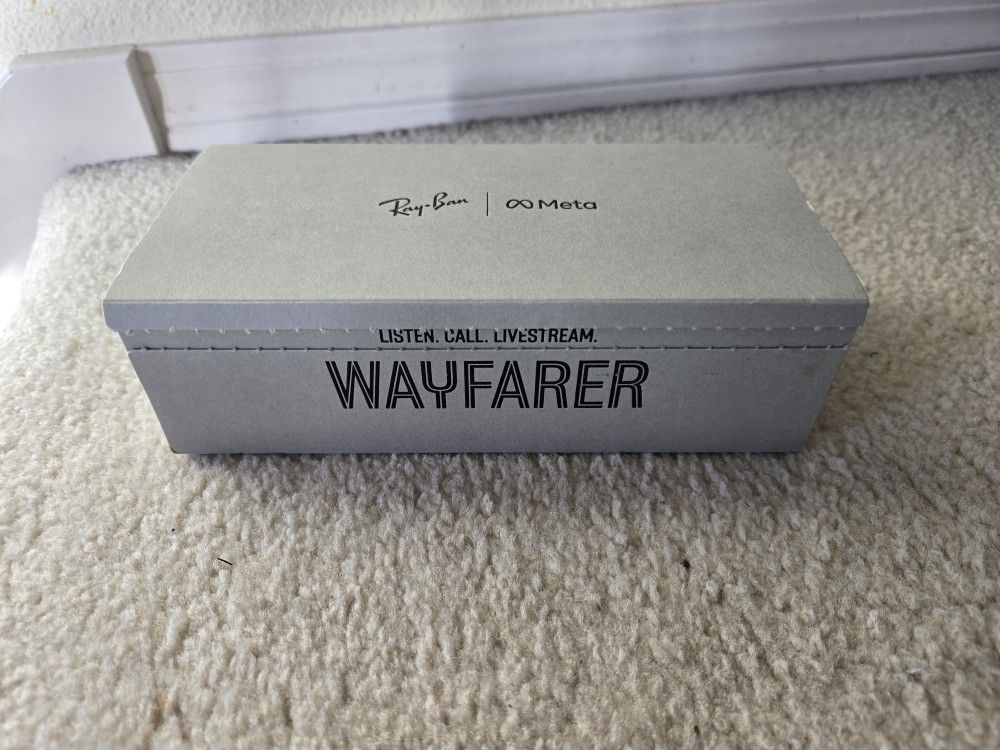 Ray-Ban | Meta
LISTEN. CALL. LIVESTREAM.
WAYFARER